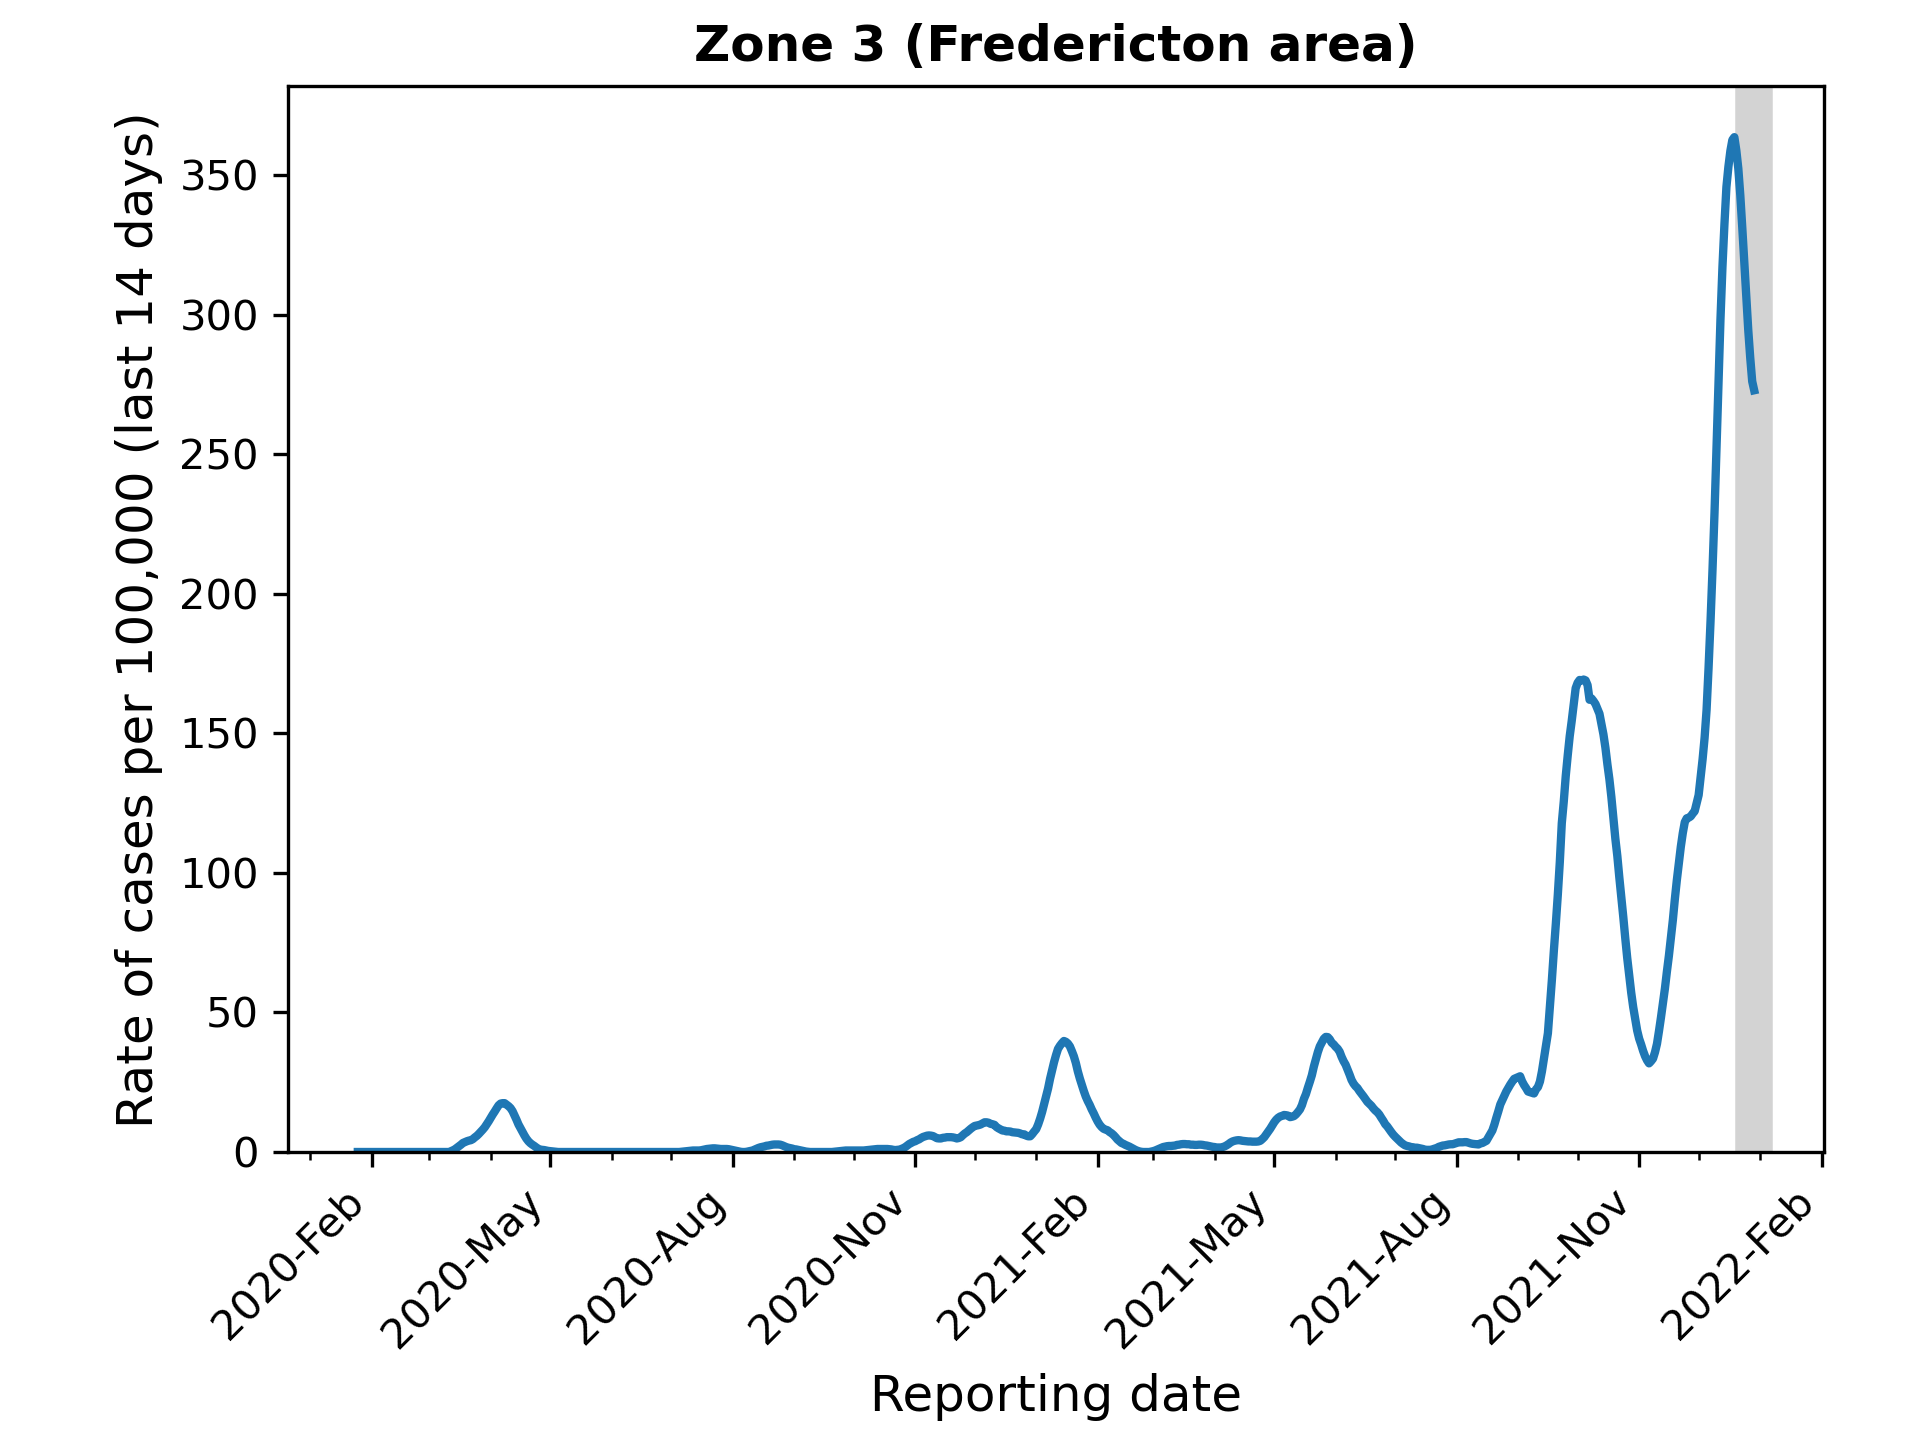 Zone 3 (Fredericton area)
Rate of cases per 100,000 (last 14 days)
350
300
250
200
150
100
50
0
2020-Feb
2020-May
2020-Aug
2020-Nov
2021-Feb
2021-May
2021-Aug
2021-Nov
2022-Feb
Reporting date